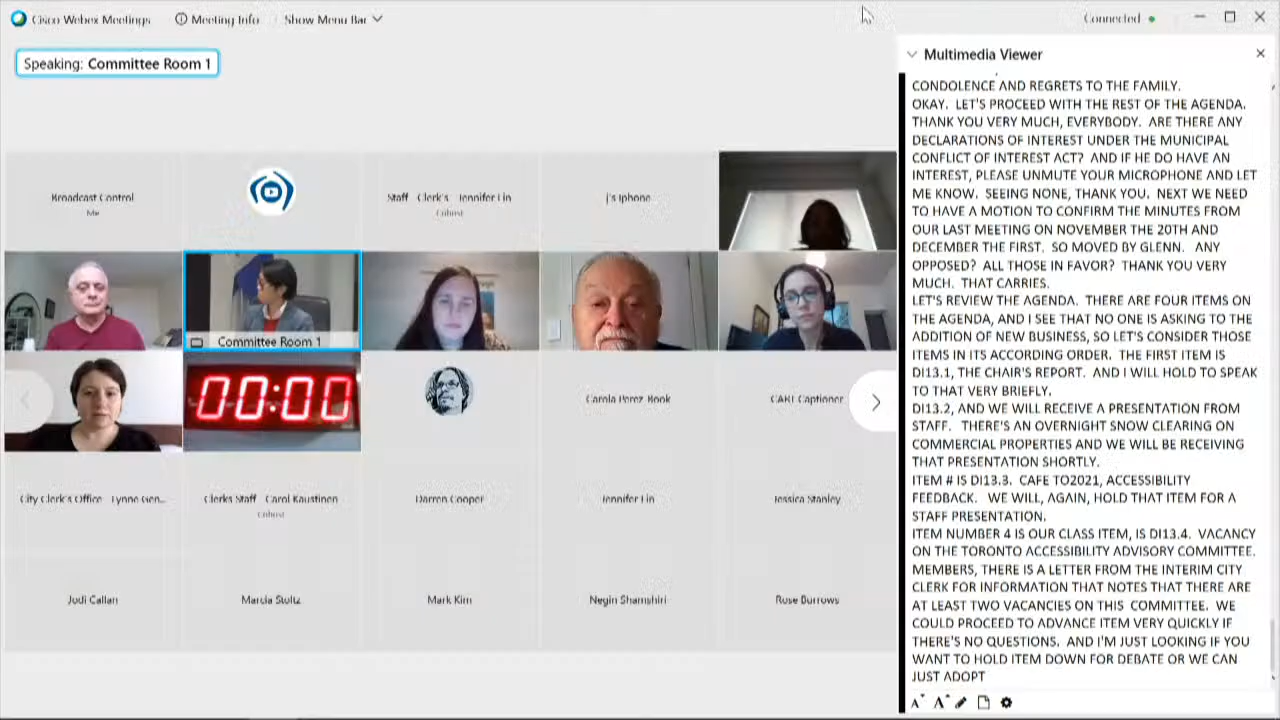 Cisco Webex Meetings
Meeting Info
Show Menu Bar
Connected
Speaking: Committee Room 1
Multimedia Viewer
Broadcast Control
Me
Staff Clerk's Jennifer Lin
Cohost
j's iphone
Committee Room 1
00:00
Carola Perez Book
CART Captioner
City Clerk's Office Lynne Gen...
Clerks Staff Carol Kaustinen
Cohost
Darren Cooper
Jennifer Lin
Jessica Stanley
Jodi Callan
Marcia Stoltz
Mark Kim
Negin Shamshiri
Rose Burrows
CONDOLENCE AND REGRETS TO THE FAMILY.
OKAY. LET'S PROCEED WITH THE REST OF THE AGENDA.
THANK YOU VERY MUCH, EVERYBODY. ARE THERE ANY
DECLARATIONS OF INTEREST UNDER THE MUNICIPAL
CONFLICT OF INTEREST ACT? AND IF HE DO HAVE AN
INTEREST, PLEASE UNMUTE YOUR MICROPHONE AND LET
ME KNOW. SEEING NONE, THANK YOU. NEXT WE NEED
TO HAVE A MOTION TO CONFIRM THE MINUTES FROM
OUR LAST MEETING ON NOVEMBER THE 20TH AND
DECEMBER THE FIRST. SO MOVED BY GLENN. ANY
OPPOSED? ALL THOSE IN FAVOR? THANK YOU VERY
MUCH. THAT CARRIES.
LET'S REVIEW THE AGENDA. THERE ARE FOUR ITEMS ON
THE AGENDA, AND I SEE THAT NO ONE IS ASKING TO THE
ADDITION OF NEW BUSINESS, SO LET'S CONSIDER THOSE
ITEMS IN ITS ACCORDING ORDER. THE FIRST ITEM IS
DI13.1, THE CHAIR'S REPORT. AND I WILL HOLD TO SPEAK
TO THAT VERY BRIEFLY.
DI13.2, AND WE WILL RECEIVE A PRESENTATION FROM
STAFF. THERE'S AN OVERNIGHT SNOW CLEARING ON
COMMERCIAL PROPERTIES AND WE WILL BE RECEIVING
THAT PRESENTATION SHORTLY.
ITEM # IS DI13.3. CAFE TO2021, ACCESSIBILITY
FEEDBACK. WE WILL, AGAIN, HOLD THAT ITEM FOR A
STAFF PRESENTATION.
ITEM NUMBER 4 IS OUR CLASS ITEM, IS DI13.4. VACANCY
ON THE TORONTO ACCESSIBILITY ADVISORY COMMITTEE.
MEMBERS, THERE IS A LETTER FROM THE INTERIM CITY
CLERK FOR INFORMATION THAT NOTES THAT THERE ARE
AT LEAST TWO VACANCIES ON THIS COMMITTEE. WE
COULD PROCEED TO ADVANCE ITEM VERY QUICKLY IF
THERE'S NO QUESTIONS. AND I'M JUST LOOKING IF YOU
WANT TO HOLD ITEM DOWN FOR DEBATE OR WE CAN
JUST ADOPT